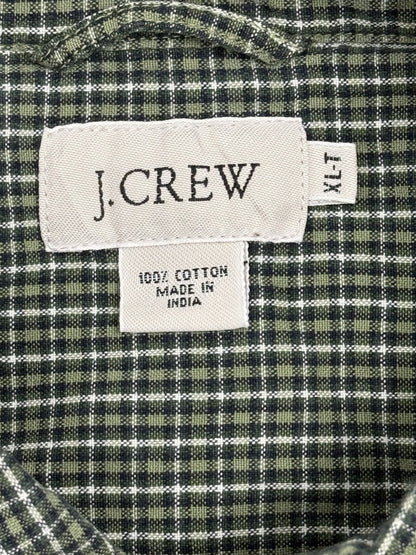 J.CREW
XL-T
100% COTTON
MADE IN
INDIA